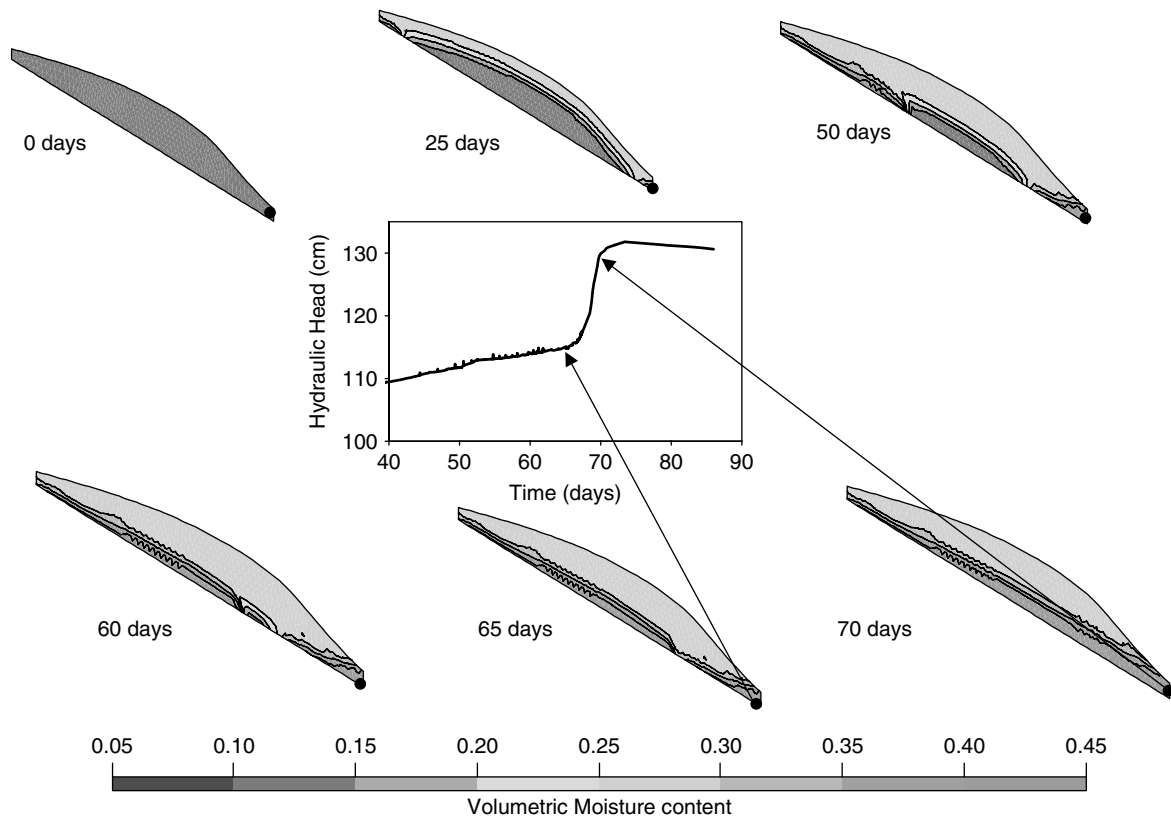 0 days
25 days
50 days
Hydraulic Head (cm)
130
120
110
100
40 50 60 70 80 90
Time (days)
60 days
65 days
70 days
0.05 0.10 0.15 0.20 0.25 0.30 0.35 0.40 0.45
Volumetric Moisture content